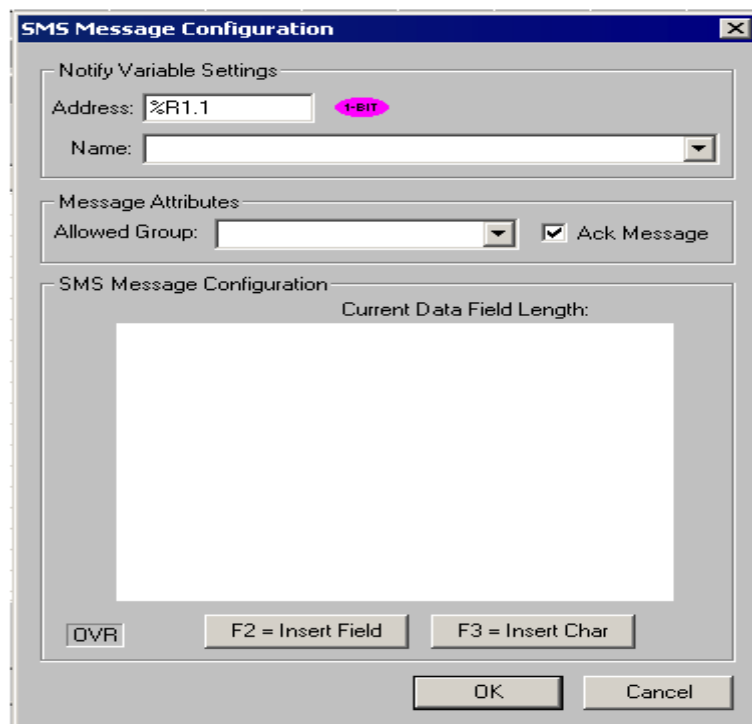 SMS Message Configuration
Notify Variable Settings
Address: %R1.1 1-BIT
Name:
Message Attributes
Allowed Group: Ack Message
SMS Message Configuration
Current Data Field Length:
OVR F2 = Insert Field F3 = Insert Char
OK Cancel